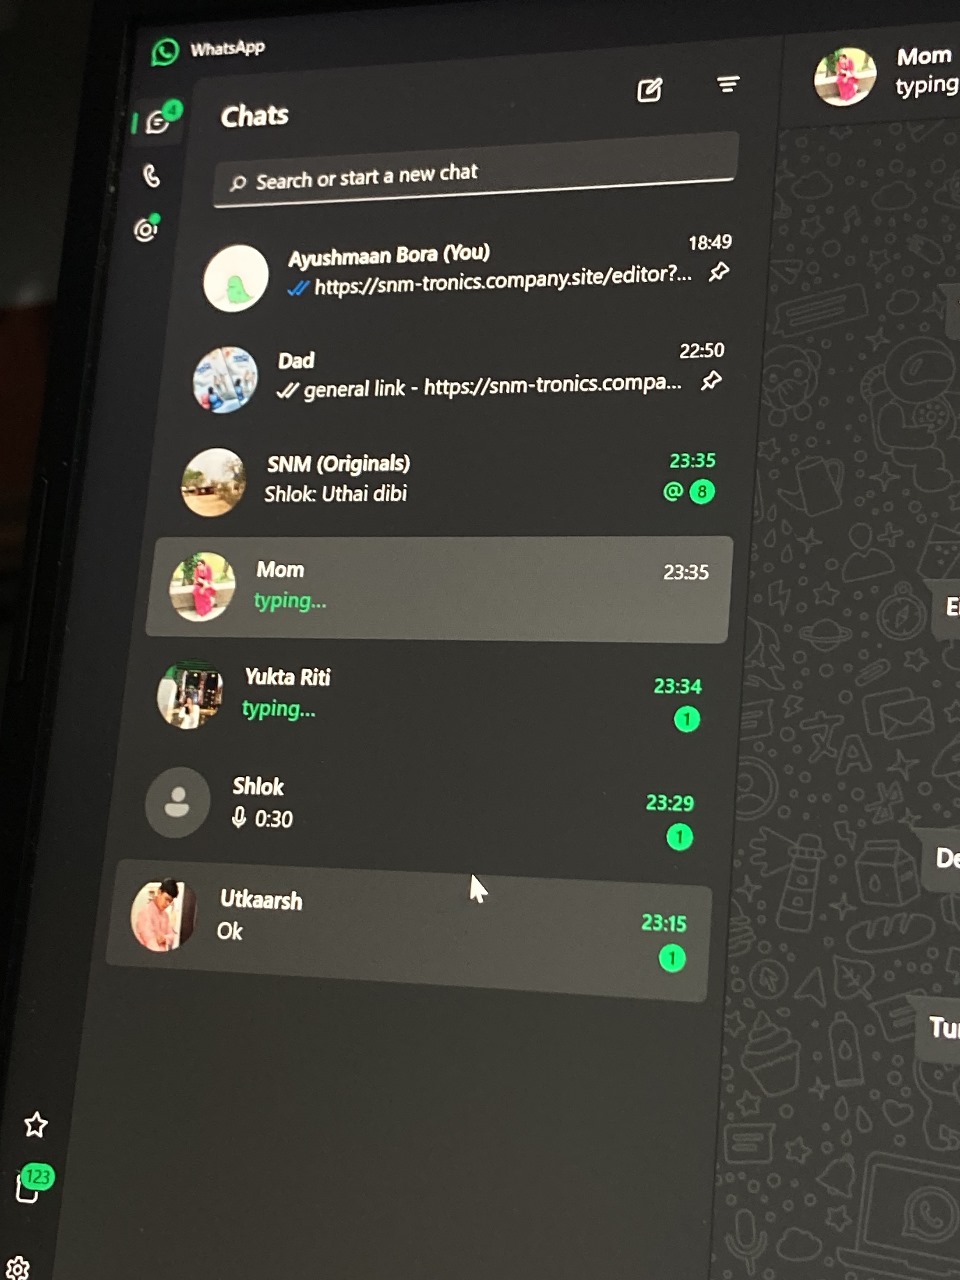 WhatsApp
4
Chats
Search or start a new chat
Ayushmaan Bora (You)
18:49
https://snm-tronics.company.site/editor?...
Dad
22:50
general link - https://snm-tronics.compa...
SNM (Originals)
23:35
Shlok: Uthai dibi
@ 8
Mom
23:35
typing...
Yukta Riti
23:34
typing...
1
Shlok
23:29
0:30
1
Utkaarsh
23:15
Ok
1
123
Mom
typing
De